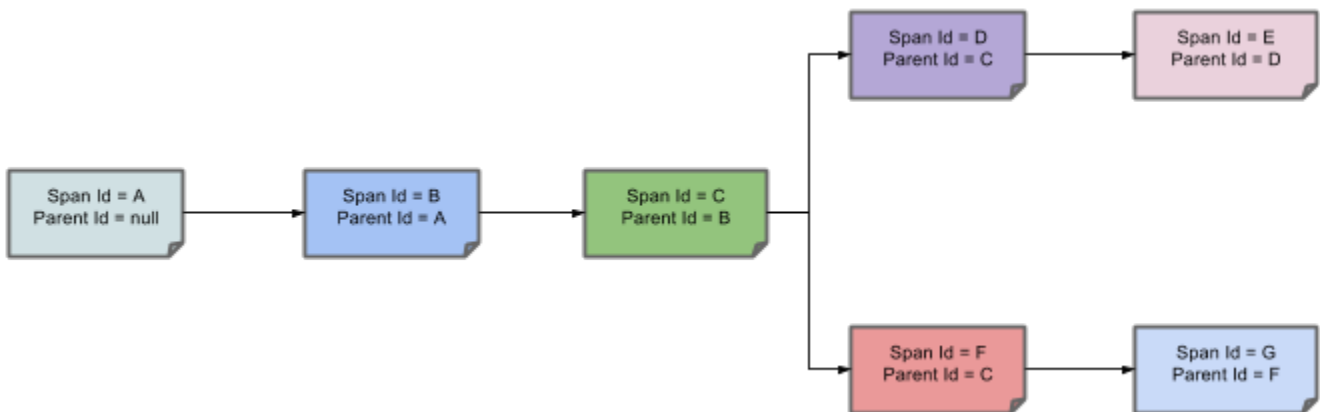 Span Id = D
Parent Id = C
Span Id = E
Parent Id = D
Span Id = A
Parent Id = null
Span Id = B
Parent Id = A
Span Id = C
Parent Id = B
Span Id = F
Parent Id = C
Span Id = G
Parent Id = F